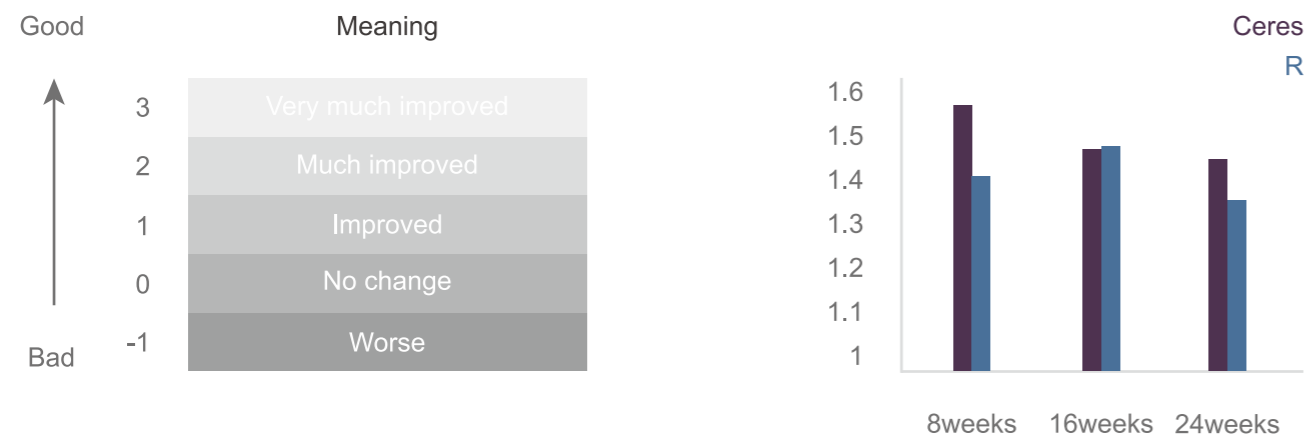 Good
Meaning
3 Very much improved
2 Much improved
1 Improved
0 No change
-1 Worse
Bad
Ceres
R
1.6
1.5
1.4
1.3
1.2
1.1
1
8weeks 16weeks 24weeks